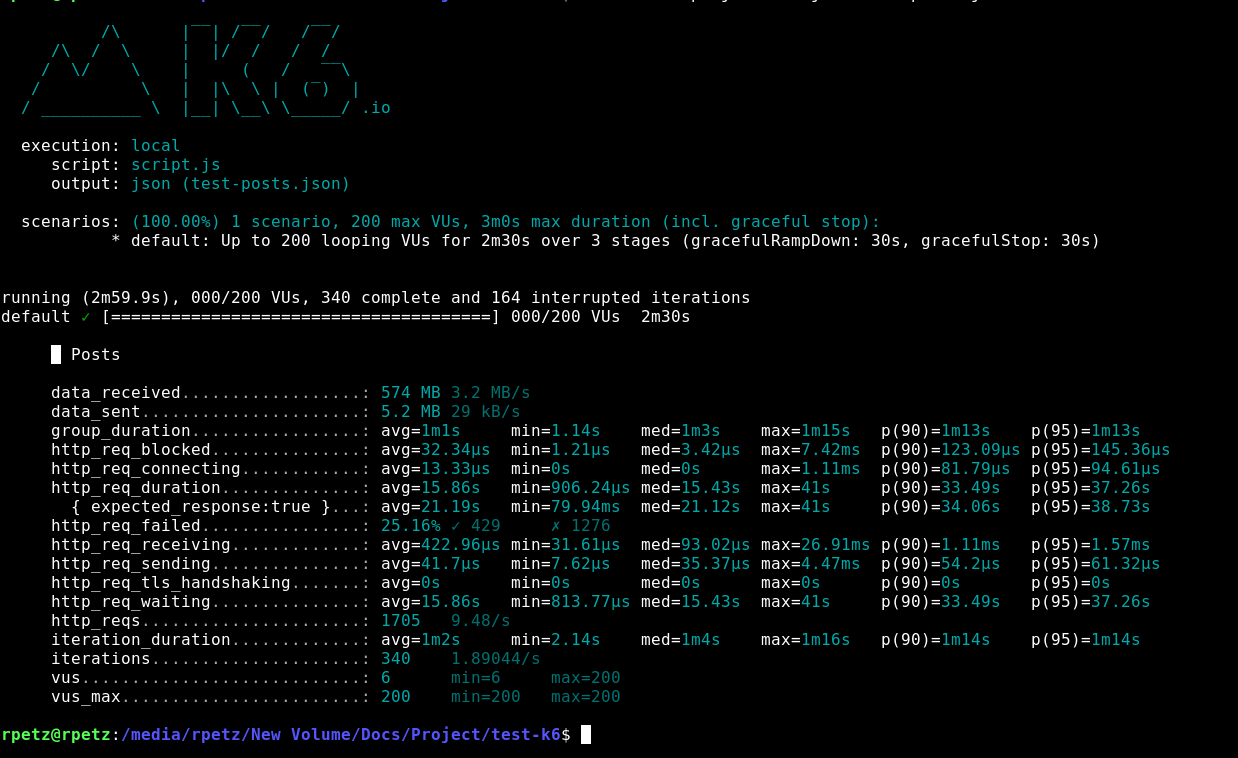 /\      |‾‾| /‾‾/   /‾‾/
/\  /  \     |  |/  /   /  /
/  \/    \    |     (   /   ‾‾\
/          \   |  |\  \ |  (‾)  |
/ __________ \  |__| \__\ \_____/ .io
execution: local
script: script.js
output: json (test-posts.json)
scenarios: (100.00%) 1 scenario, 200 max VUs, 3m0s max duration (incl. graceful stop):
* default: Up to 200 looping VUs for 2m30s over 3 stages (gracefulRampDown: 30s, gracefulStop: 30s)
running (2m59.9s), 000/200 VUs, 340 complete and 164 interrupted iterations
default ✓ [======================================] 000/200 VUs  2m30s
█ Posts
data_received..................: 574 MB 3.2 MB/s
data_sent......................: 5.2 MB 29 kB/s
group_duration.................: avg=1m1s     min=1.14s    med=1m3s    max=1m15s   p(90)=1m13s    p(95)=1m13s
http_req_blocked...............: avg=32.34µs  min=1.21µs   med=3.42µs  max=7.42ms  p(90)=123.09µs p(95)=145.36µs
http_req_connecting............: avg=13.33µs  min=0s       med=0s      max=1.11ms  p(90)=81.79µs  p(95)=94.61µs
http_req_duration..............: avg=15.86s   min=906.24µs med=15.43s  max=41s     p(90)=33.49s   p(95)=37.26s
{ expected_response:true }...: avg=21.19s   min=79.94ms  med=21.12s  max=41s     p(90)=34.06s   p(95)=38.73s
http_req_failed................: 25.16% ✓ 429     ✗ 1276
http_req_receiving.............: avg=422.96µs min=31.61µs  med=93.02µs max=26.91ms p(90)=1.11ms   p(95)=1.57ms
http_req_sending...............: avg=41.7µs   min=7.62µs   med=35.37µs max=4.47ms  p(90)=54.2µs   p(95)=61.32µs
http_req_tls_handshaking.......: avg=0s       min=0s       med=0s      max=0s      p(90)=0s       p(95)=0s
http_req_waiting...............: avg=15.86s   min=813.77µs med=15.43s  max=41s     p(90)=33.49s   p(95)=37.26s
http_reqs......................: 1705   9.48/s
iteration_duration.............: avg=1m2s     min=2.14s    med=1m4s    max=1m16s   p(90)=1m14s    p(95)=1m14s
iterations.....................: 340    1.89044/s
vus............................: 6      min=6     max=200
vus_max........................: 200    min=200   max=200
rpetz@rpetz:/media/rpetz/New Volume/Docs/Project/test-k6$